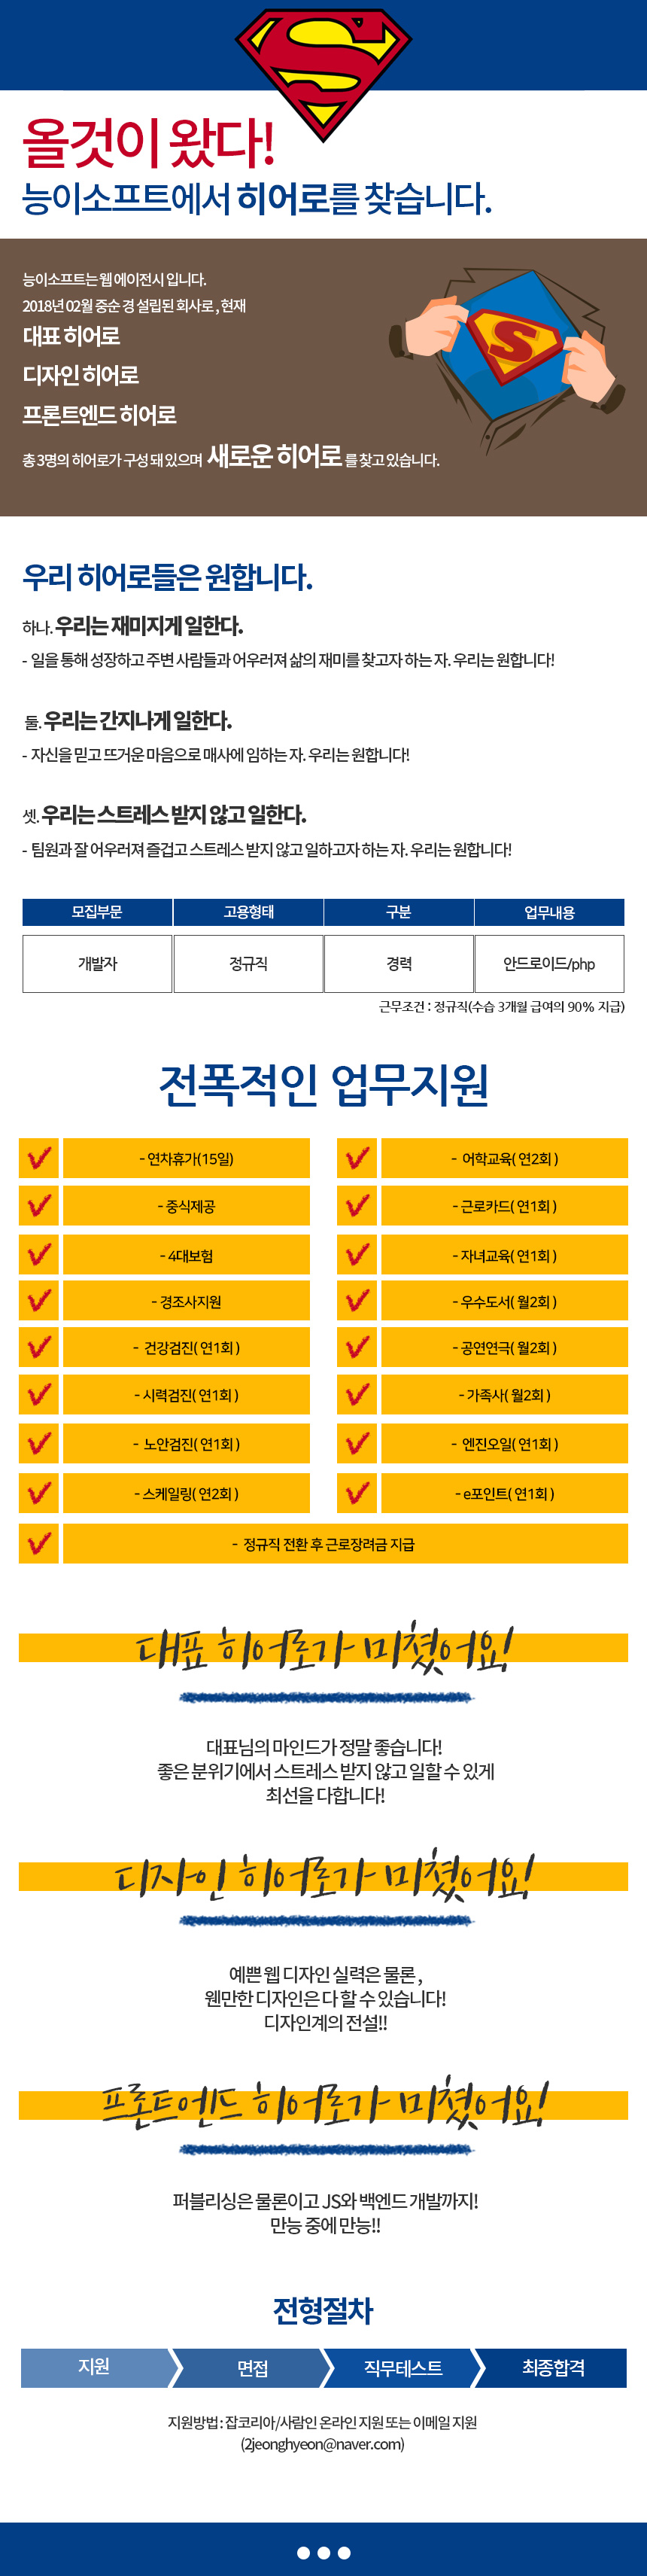 올것이 왔다!
능이소프트에서 히어로를 찾습니다.
능이소프트는 웹 에이전시 입니다.
2018년 02월 중순 경 설립된 회사로 , 현재
대표 히어로
디자인 히어로
프론트엔드 히어로
총 3명의 히어로가 구성 돼 있으며 새로운 히어로 를 찾고 있습니다.
S
우리 히어로들은 원합니다.
하나. 우리는 재미지게 일한다.
- 일을 통해 성장하고 주변 사람들과 어우러져 삶의 재미를 찾고자 하는 자. 우리는 원합니다!
둘. 우리는 간지나게 일한다.
- 자신을 믿고 뜨거운 마음으로 매사에 임하는 자. 우리는 원합니다!
셋. 우리는 스트레스 받지 않고 일한다.
- 팀원과 잘 어우러져 즐겁고 스트레스 받지 않고 일하고자 하는 자. 우리는 원합니다!
모집부문 고용형태 구분 업무내용
개발자 정규직 경력 안드로이드/php
근무조건 : 정규직(수습 3개월 급여의 90% 지급)
전폭적인 업무지원
- 연차휴가(15일) - 어학교육( 연2회 )
- 중식제공 - 근로카드( 연1회 )
- 4대보험 - 자녀교육( 연1회 )
- 경조사지원 - 우수도서( 월2회 )
- 건강검진( 연1회 ) - 공연연극( 월2회 )
- 시력검진( 연1회 ) - 가족사( 월2회 )
- 노안검진( 연1회 ) - 엔진오일( 연1회 )
- 스케일링( 연2회 ) - e포인트( 연1회 )
- 정규직 전환 후 근로장려금 지급
대표 히어로가 미쳤어요!
대표님의 마인드가 정말 좋습니다!
좋은 분위기에서 스트레스 받지 않고 일할 수 있게
최선을 다합니다!
디자인 히어로가 미쳤어요!
예쁜 웹 디자인 실력은 물론 ,
웬만한 디자인은 다 할 수 있습니다!
디자인계의 전설!!
프론트엔드 히어로가 미쳤어요!
퍼블리싱은 물론이고 JS와 백엔드 개발까지!
만능 중에 만능!!
전형절차
지원 면접 직무테스트 최종합격
지원방법 : 잡코리아/사람인 온라인 지원 또는 이메일 지원
(2jeonghyeon@naver.com)